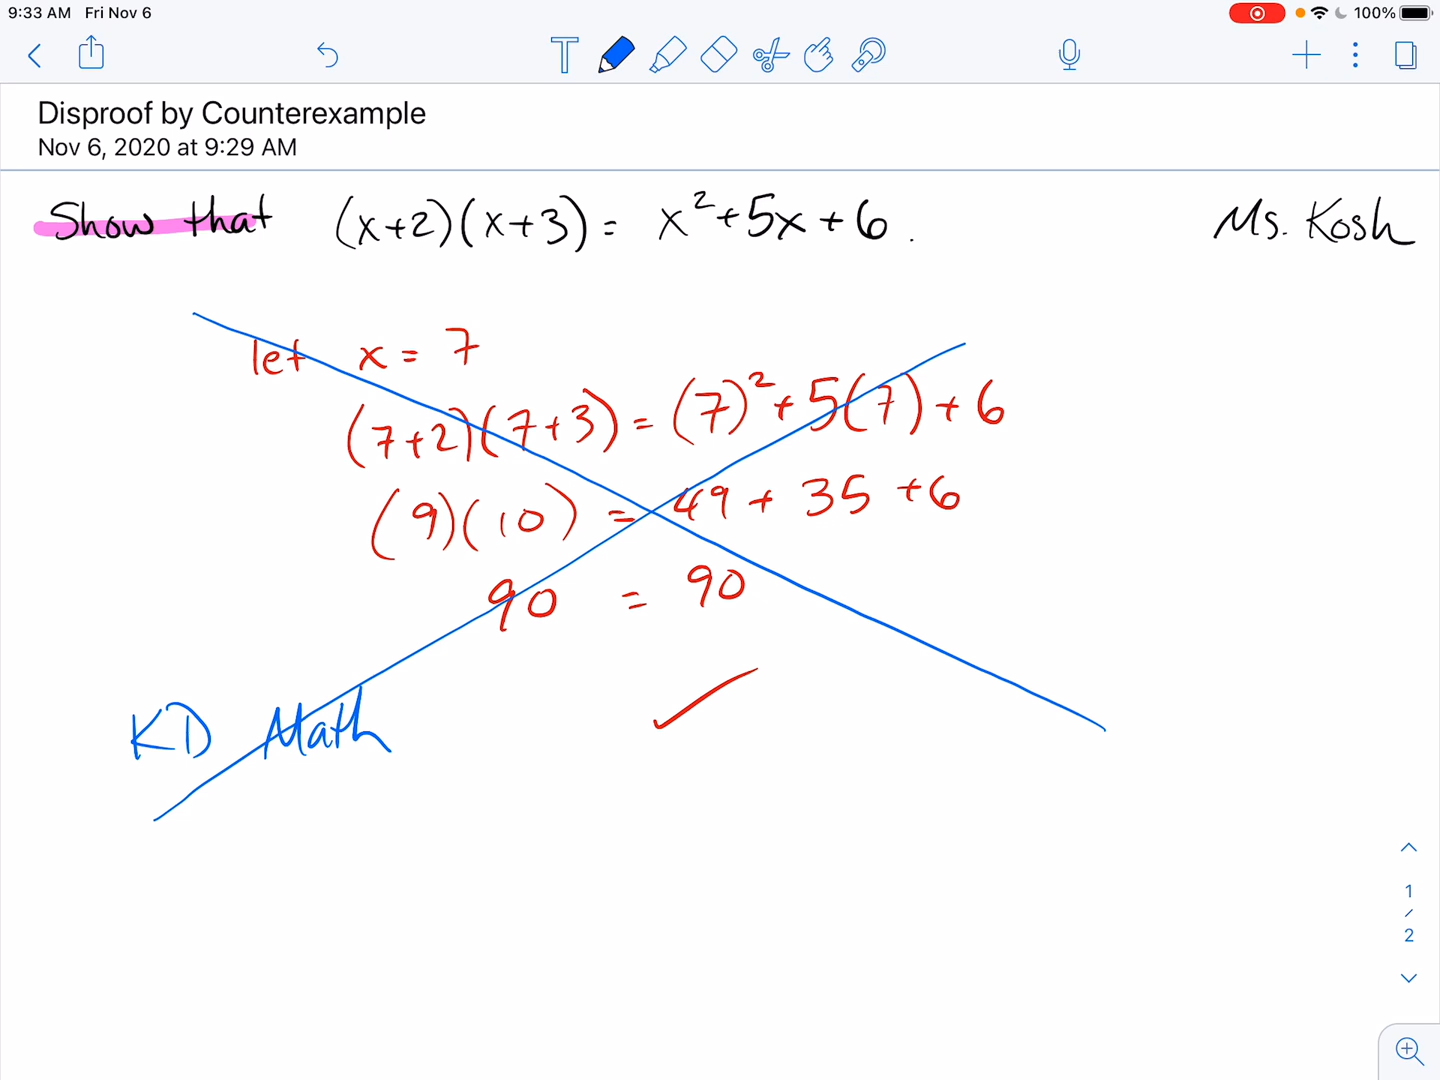 9:33 AM Fri Nov 6 100%
Disproof by Counterexample
Nov 6, 2020 at 9:29 AM
Show that (x+2)(x+3) = x²+5x+6. Ms. Kosh
let x = 7
(7+2)(7+3) = (7)²+5(7)+6
(9)(10) = 49+35+6
90 = 90
KD Math
1
/
2